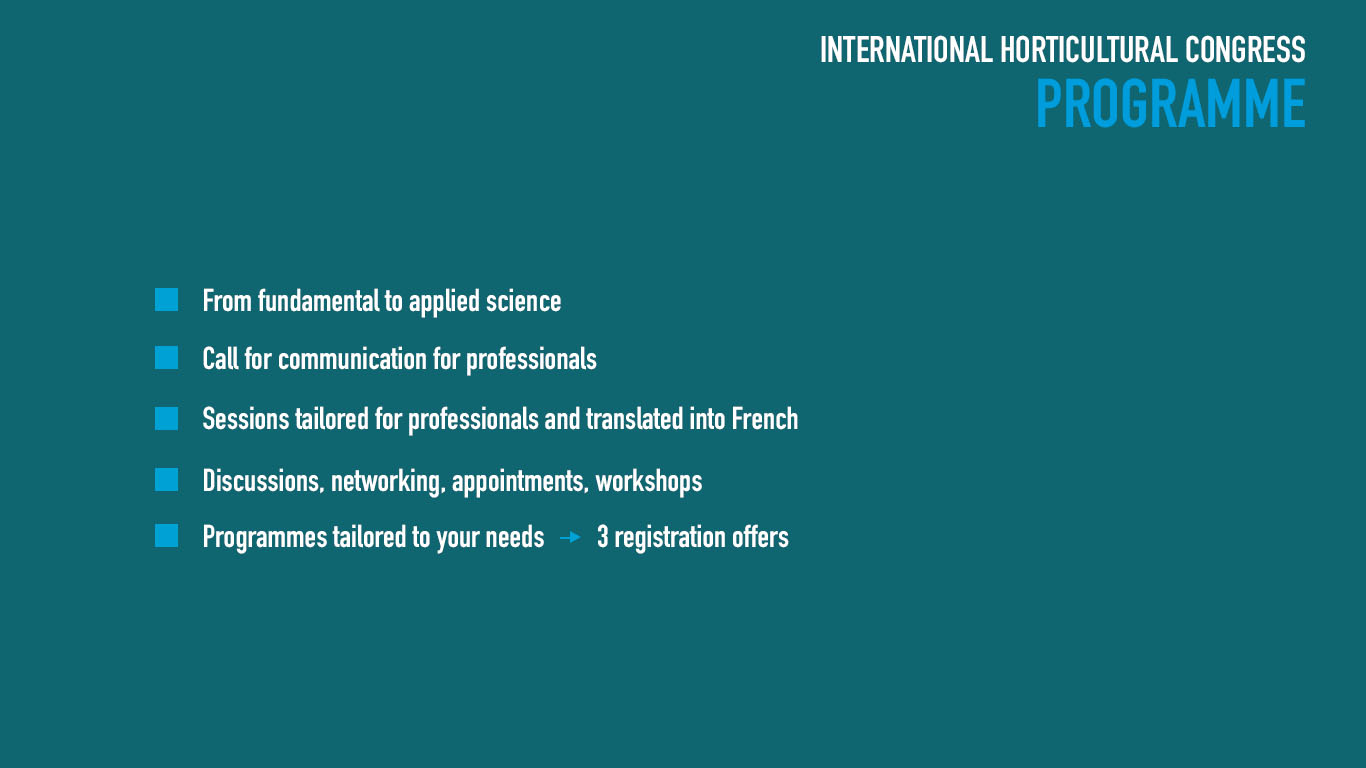 INTERNATIONAL HORTICULTURAL CONGRESS
PROGRAMME
From fundamental to applied science
Call for communication for professionals
Sessions tailored for professionals and translated into French
Discussions, networking, appointments, workshops
Programmes tailored to your needs → 3 registration offers